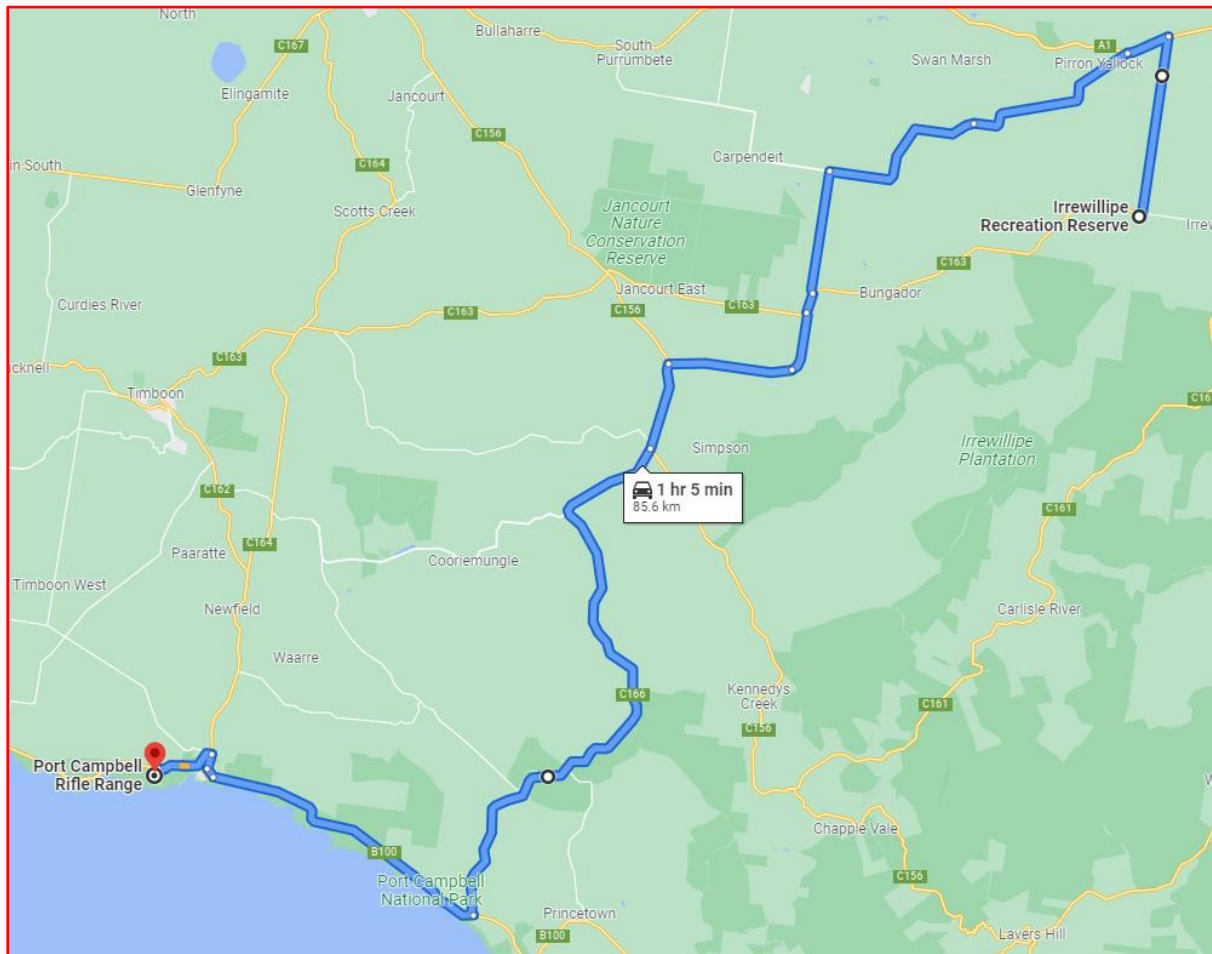 North
Bullaharre
C167
South
Purrumbete
Swan Marsh
A1
Pirron Yallock
Elingamite
Jancourt
C156
Carpendeit
in South
C164
Glenfyne
Scotts Creek
Jancourt
Nature
Conservation
Reserve
Irrewillipe
Recreation Reserve
Irrew
C163
Jancourt East
Bungador
C163
Curdies River
C163
C156
C163
Timboon
Simpson
Irrewillipe
Plantation
1 hr 5 min
85.6 km
C162
C161
C164
Paaratte
Cooriemungle
Timboon West
Newfield
Carlisle River
Waarre
C166
Kennedys
Creek
C161
C156
Port Campbell
Rifle Range
Chapple Vale
B100
Port Campbell
National Park
C156
Princetown
B100
Lavers Hill